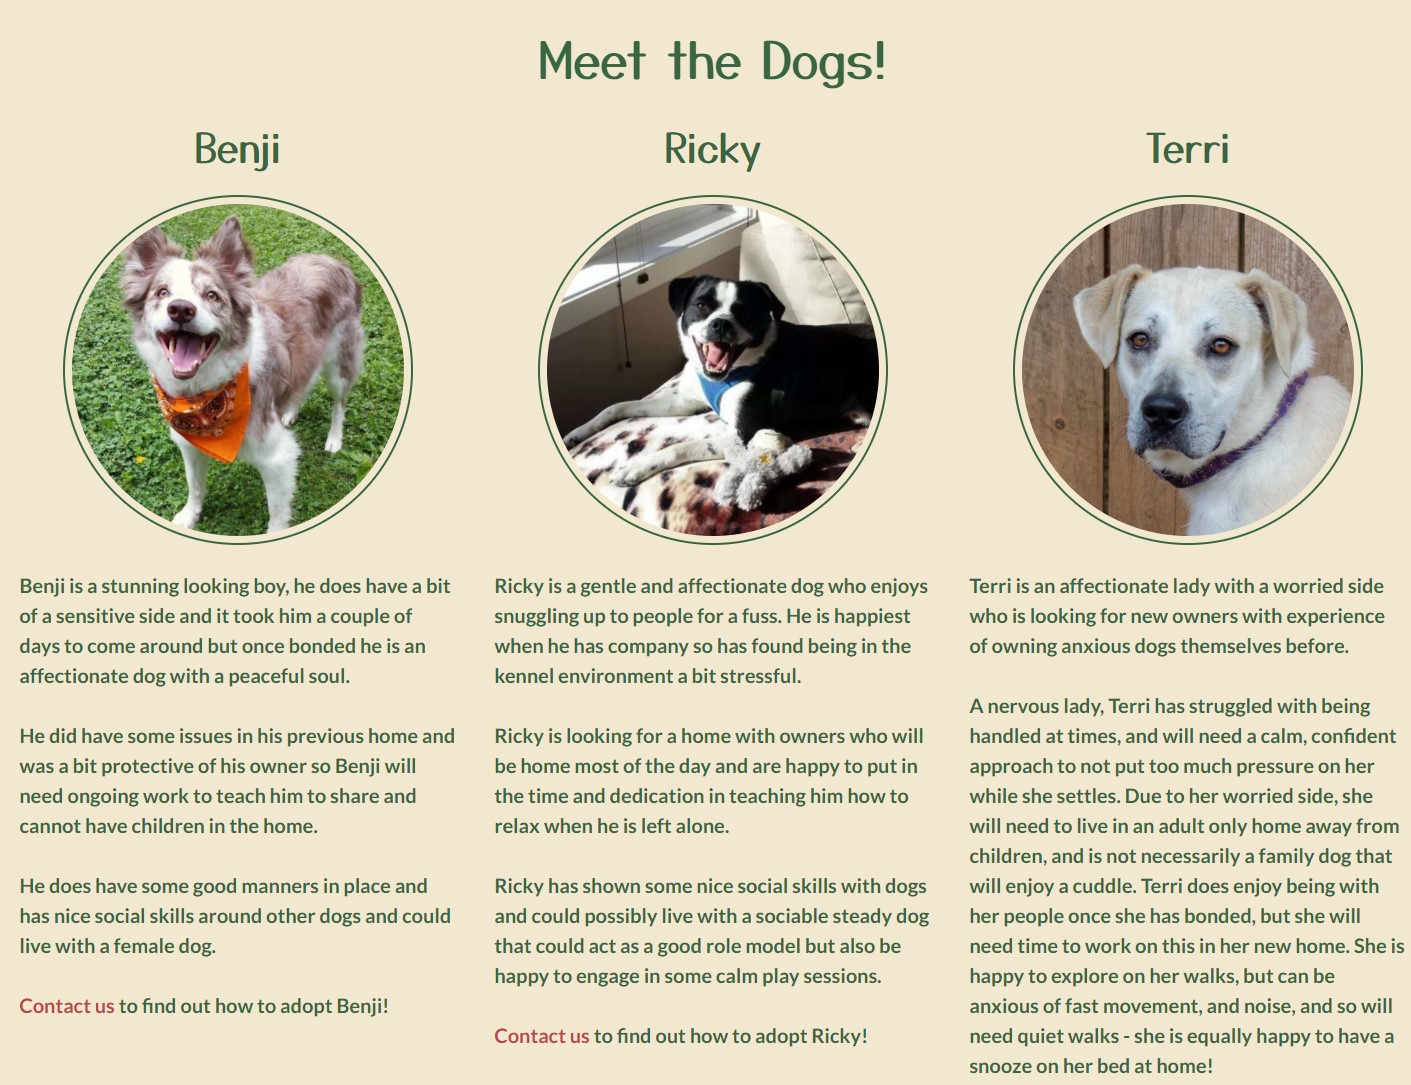 Meet the Dogs!
Benji
Benji is a stunning looking boy, he does have a bit
of a sensitive side and it took him a couple of
days to come around but once bonded he is an
affectionate dog with a peaceful soul.
He did have some issues in his previous home and
was a bit protective of his owner so Benji will
need ongoing work to teach him to share and
cannot have children in the home.
He does have some good manners in place and
has nice social skills around other dogs and could
live with a female dog.
Contact us to find out how to adopt Benji!
Ricky
Ricky is a gentle and affectionate dog who enjoys
snuggling up to people for a fuss. He is happiest
when he has company so has found being in the
kennel environment a bit stressful.
Ricky is looking for a home with owners who will
be home most of the day and are happy to put in
the time and dedication in teaching him how to
relax when he is left alone.
Ricky has shown some nice social skills with dogs
and could possibly live with a sociable steady dog
that could act as a good role model but also be
happy to engage in some calm play sessions.
Contact us to find out how to adopt Ricky!
Terri
Terri is an affectionate lady with a worried side
who is looking for new owners with experience
of owning anxious dogs themselves before.
A nervous lady, Terri has struggled with being
handled at times, and will need a calm, confident
approach to not put too much pressure on her
while she settles. Due to her worried side, she
will need to live in an adult only home away from
children, and is not necessarily a family dog that
will enjoy a cuddle. Terri does enjoy being with
her people once she has bonded, but she will
need time to work on this in her new home. She is
happy to explore on her walks, but can be
anxious of fast movement, and noise, and so will
need quiet walks - she is equally happy to have a
snooze on her bed at home!